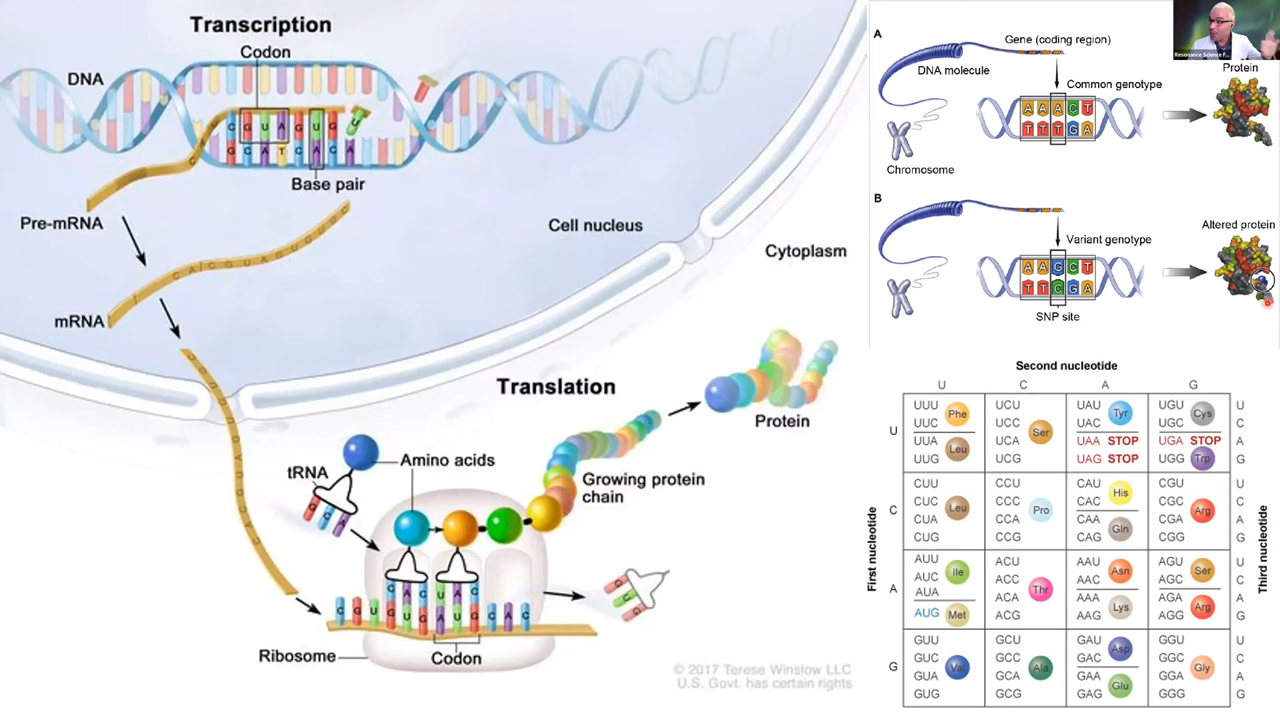 Transcription
Codon
DNA
C G U A G U G U
G C A T C A C A
Base pair
Pre-mRNA
Cell nucleus
Cytoplasm
mRNA
Translation
Protein
tRNA
Amino acids
Growing protein
chain
G C A
Ribosome
Codon
© 2017 Terese Winslow LLC
U.S. Govt. has certain rights
Resonance Science F...
A
Gene (coding region)
DNA molecule
Common genotype
Protein
A A A C T
T T T G A
Chromosome
B
Variant genotype
Altered protein
A A G C T
T T C G A
SNP site
Second nucleotide
U C A G
First nucleotide
Third nucleotide
U
UUU Phe UCU UAU Tyr UGU Cys U
UUC UCC Ser UAC UGC C
UUA Leu UCA UAA STOP UGA STOP A
UUG UCG UAG STOP UGG Trp G
C
CUU CCU CAU His CGU U
CUC Leu CCC Pro CAC CGC Arg C
CUA CCA CAA Gln CGA A
CUG CCG CAG CGG G
A
AUU Ile ACU AAU Asn AGU Ser U
AUC ACC Thr AAC AGC C
AUA ACA AAA Lys AGA Arg A
AUG Met ACG AAG AGG G
G
GUU GCU GAU Asp GGU U
GUC Val GCC Ala GAC GGC Gly C
GUA GCA GAA Glu GGA A
GUG GCG GAG GGG G